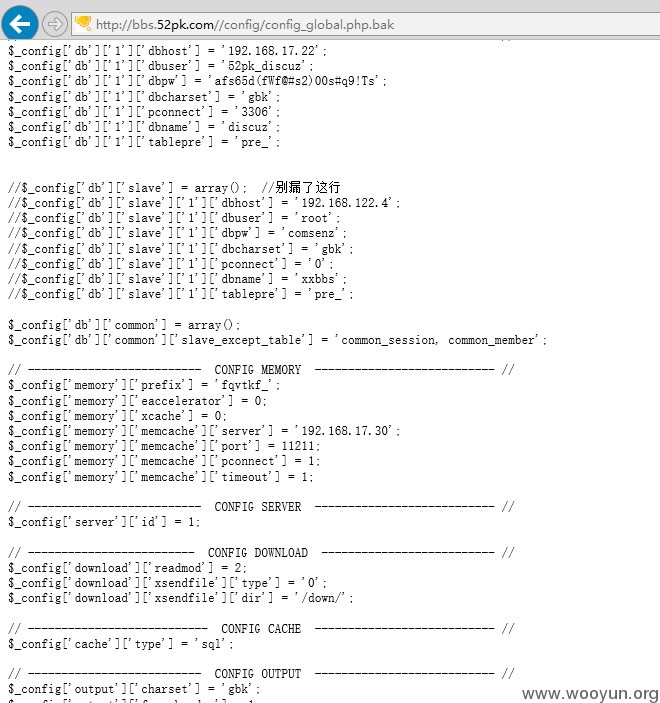 http://bbs.52pk.com//config/config_global.php.bak
$_config['db']['1']['dbhost'] = '192.168.17.22';
$_config['db']['1']['dbuser'] = '52pk_discuz';
$_config['db']['1']['dbpw'] = 'afs65d(fWf@#s2)00s#q9!Ts';
$_config['db']['1']['dbcharset'] = 'gbk';
$_config['db']['1']['pconnect'] = '3306';
$_config['db']['1']['dbname'] = 'discuz';
$_config['db']['1']['tablepre'] = 'pre_';
//$_config['db']['slave'] = array();  //别漏了这行
//$_config['db']['slave']['1']['dbhost'] = '192.168.122.4';
//$_config['db']['slave']['1']['dbuser'] = 'root';
//$_config['db']['slave']['1']['dbpw'] = 'comsenz';
//$_config['db']['slave']['1']['dbcharset'] = 'gbk';
//$_config['db']['slave']['1']['pconnect'] = '0';
//$_config['db']['slave']['1']['dbname'] = 'xxbbs';
//$_config['db']['slave']['1']['tablepre'] = 'pre_';
$_config['db']['common'] = array();
$_config['db']['common']['slave_except_table'] = 'common_session, common_member';
// -------------------------- CONFIG MEMORY --------------------------- //
$_config['memory']['prefix'] = 'fqvtkf_';
$_config['memory']['eaccelerator'] = 0;
$_config['memory']['xcache'] = 0;
$_config['memory']['memcache']['server'] = '192.168.17.30';
$_config['memory']['memcache']['port'] = 11211;
$_config['memory']['memcache']['pconnect'] = 1;
$_config['memory']['memcache']['timeout'] = 1;
// -------------------------- CONFIG SERVER --------------------------- //
$_config['server']['id'] = 1;
// ------------------------- CONFIG DOWNLOAD -------------------------- //
$_config['download']['readmod'] = 2;
$_config['download']['xsendfile']['type'] = '0';
$_config['download']['xsendfile']['dir'] = '/down/';
// --------------------------- CONFIG CACHE --------------------------- //
$_config['cache']['type'] = 'sql';
// -------------------------- CONFIG OUTPUT --------------------------- //
$_config['output']['charset'] = 'gbk';
www.wooyun.org